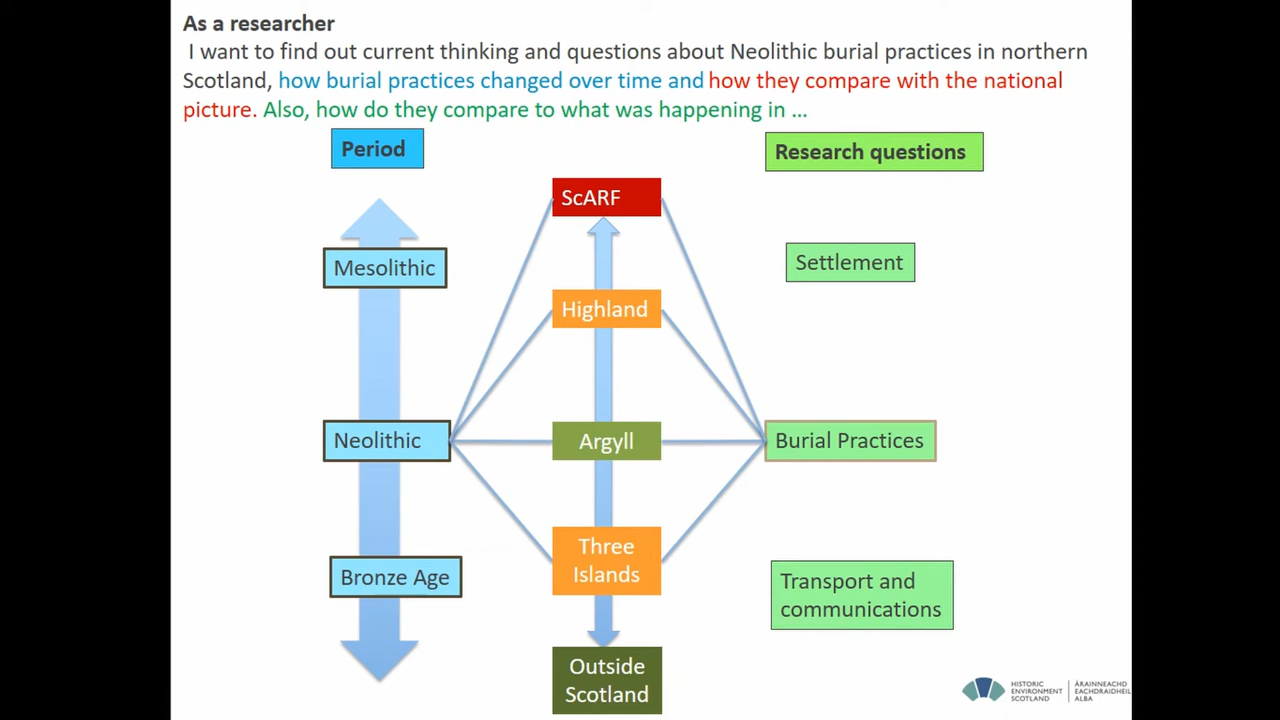 As a researcher
I want to find out current thinking and questions about Neolithic burial practices in northern
Scotland, how burial practices changed over time and how they compare with the national
picture. Also, how do they compare to what was happening in ...
Period
Research questions
ScARF
Mesolithic
Settlement
Highland
Neolithic
Argyll
Burial Practices
Three
Islands
Bronze Age
Transport and
communications
Outside
Scotland
HISTORIC
ENVIRONMENT
SCOTLAND
ÀRAINNEACHD
EACHDRAIDHEIL
ALBA